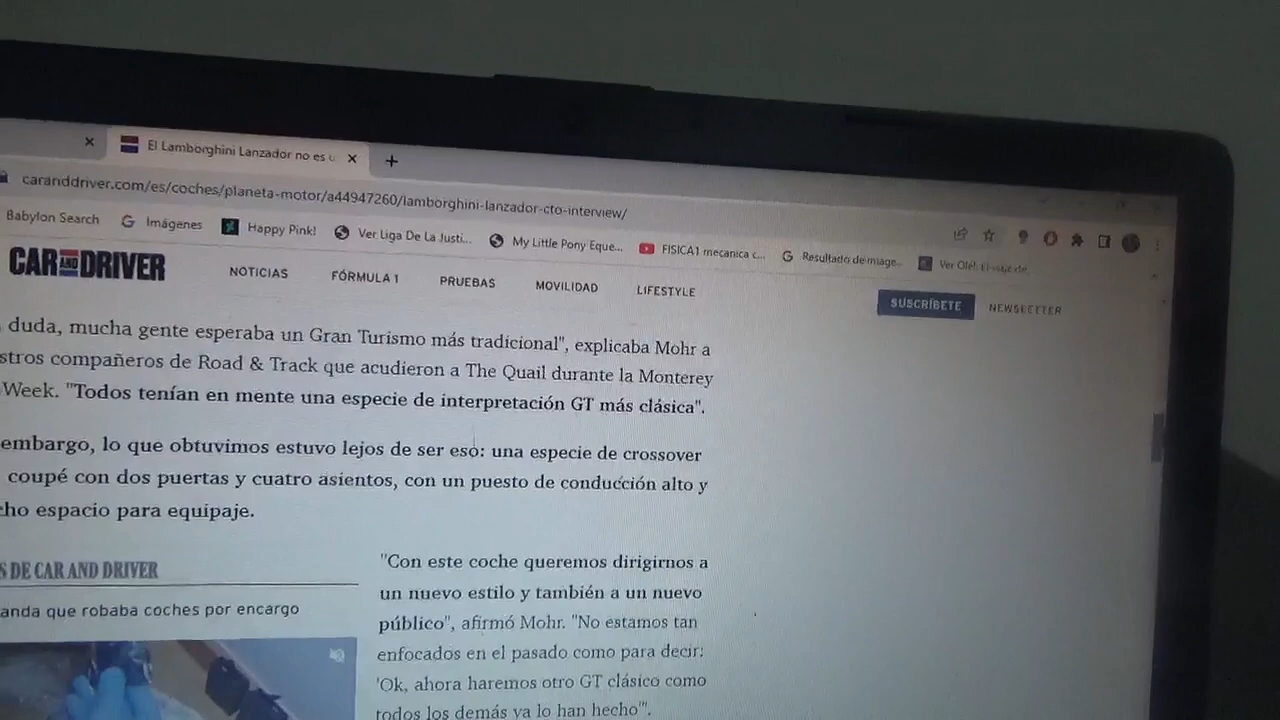 El Lamborghini Lanzador no es u
caranddriver.com/es/coches/planeta-motor/a44947260/lamborghini-lanzador-cto-interview/
Babylon Search Imágenes Happy Pink! Ver Liga De La Justi... My Little Pony Eque... FISICA1 mecanica c... Resultado de image...
CAR AND DRIVER NOTICIAS FÓRMULA 1 PRUEBAS MOVILIDAD LIFESTYLE SUSCRÍBETE NEWSLETTER
duda, mucha gente esperaba un Gran Turismo más tradicional", explicaba Mohr a
stros compañeros de Road & Track que acudieron a The Quail durante la Monterey
Week. "Todos tenían en mente una especie de interpretación GT más clásica".
embargo, lo que obtuvimos estuvo lejos de ser eso: una especie de crossover
coupé con dos puertas y cuatro asientos, con un puesto de conducción alto y
cho espacio para equipaje.
S DE CAR AND DRIVER
anda que robaba coches por encargo
"Con este coche queremos dirigirnos a
un nuevo estilo y también a un nuevo
público", afirmó Mohr. "No estamos tan
enfocados en el pasado como para decir:
'Ok, ahora haremos otro GT clásico como
todos los demás ya lo han hecho'".